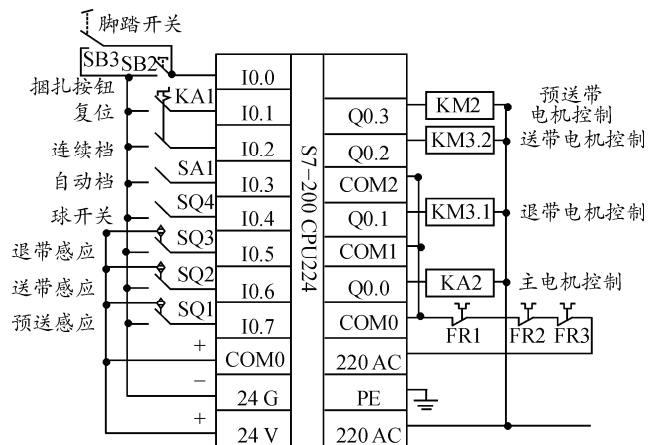 脚踏开关
SB3
SB2
捆扎按钮
复位
KA1
连续档
自动档
SA1
球开关
SQ4
退带感应
SQ3
送带感应
SQ2
预送感应
SQ1
+
−
+
I0.0
I0.1
I0.2
I0.3
I0.4
I0.5
I0.6
I0.7
COM0
24 G
24 V
S7-200 CPU224
Q0.3
Q0.2
COM2
Q0.1
COM1
Q0.0
COM0
220 AC
PE
220 AC
KM2
预送带
电机控制
KM3.2
送带电机控制
KM3.1
退带电机控制
KA2
主电机控制
FR1
FR2
FR3